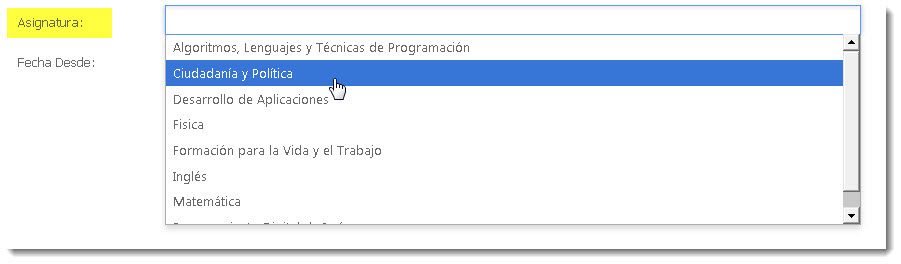 Asignatura:
Algoritmos, Lenguajes y Técnicas de Programación
Fecha Desde:
Ciudadanía y Política
Desarrollo de Aplicaciones
Fisica
Formación para la Vida y el Trabajo
Inglés
Matemática